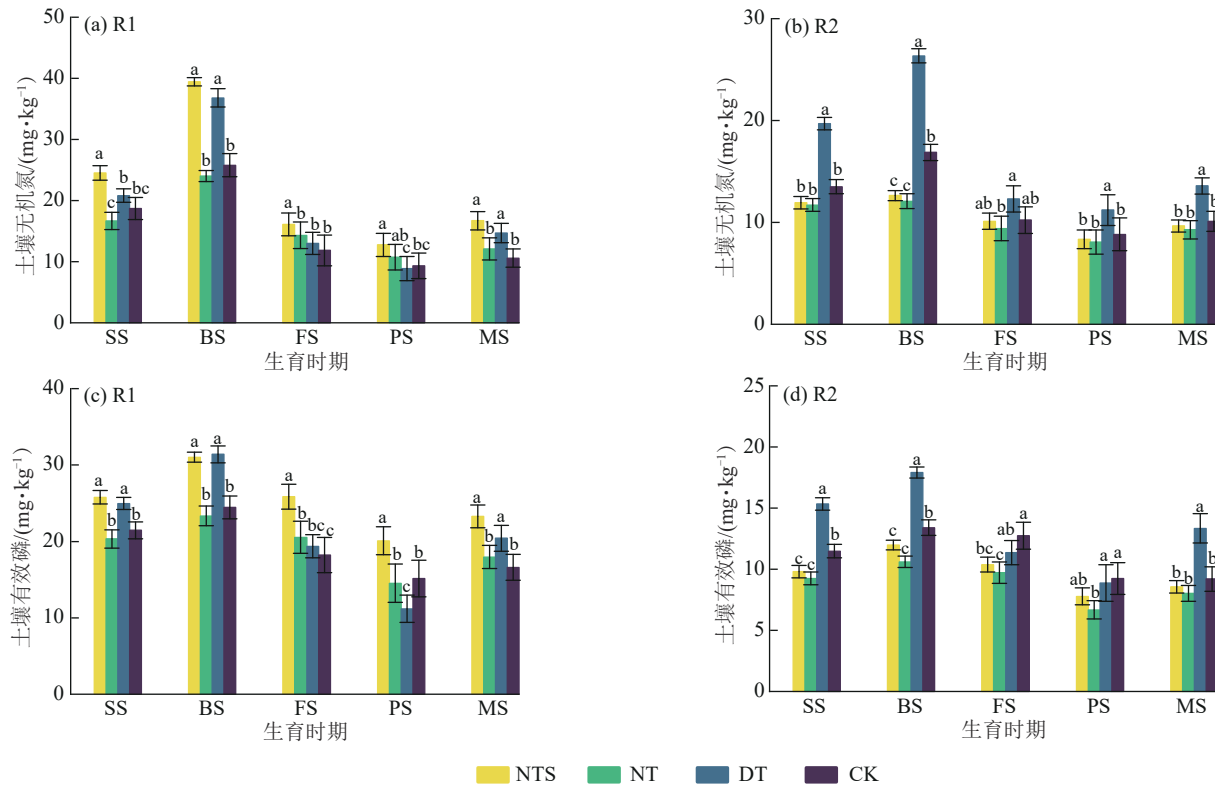 (a) R1
50
40
30
20
10
0
土壤无机氮/(mg•kg⁻¹)
a c b bc
a b a b
a b b b
a ab c bc
a b a b
SS BS FS PS MS
生育时期
(b) R2
30
20
10
0
土壤无机氮/(mg•kg⁻¹)
b b a b
c c a b
ab b a ab
b b a b
b b a b
SS BS FS PS MS
生育时期
(c) R1
40
30
20
10
0
土壤有效磷/(mg•kg⁻¹)
a b a b
a b a b
a b bc c
a b c b
a b a b
SS BS FS PS MS
生育时期
(d) R2
25
20
15
10
5
0
土壤有效磷/(mg•kg⁻¹)
c c a b
c c a b
bc c ab a
ab b a a
b b a b
SS BS FS PS MS
生育时期
NTS NT DT CK